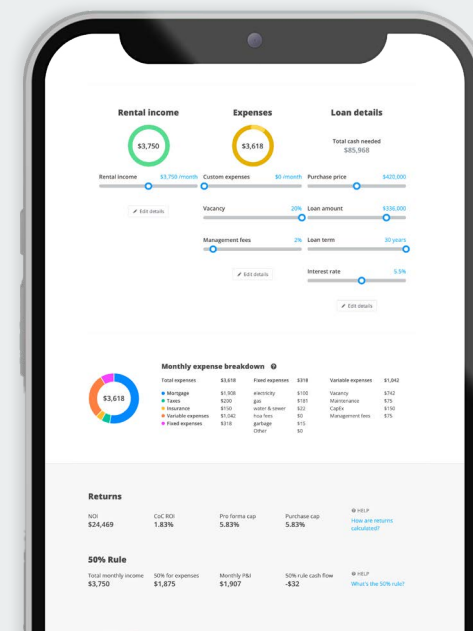 Rental income
Expenses
Loan details
$3,750
$3,618
Total cash needed
$85,968
Rental income $3,750 /month
Custom expenses $0 /month
Purchase price $420,000
Edit details
Vacancy 20%
Loan amount $336,000
Management fees 2%
Loan term 30 years
Edit details
Interest rate 5.5%
Edit details
Monthly expense breakdown
$3,618
Total expenses $3,618 Fixed expenses $318 Variable expenses $1,042
Mortgage $1,908 electricity $100 Vacancy $742
Taxes $200 gas $181 Maintenance $75
Insurance $150 water & sewer $22 CapEx $150
Variable expenses $1,042 hoa fees $0 Management fees $75
Fixed expenses $318 garbage $15
Other $0
Returns
NOI CoC ROI Pro forma cap Purchase cap HELP
$24,469 1.83% 5.83% 5.83% How are returns
calculated?
50% Rule
Total monthly income 50% for expenses Monthly P&I 50% rule cash flow HELP
$3,750 $1,875 $1,907 -$32 What's the 50% rule?